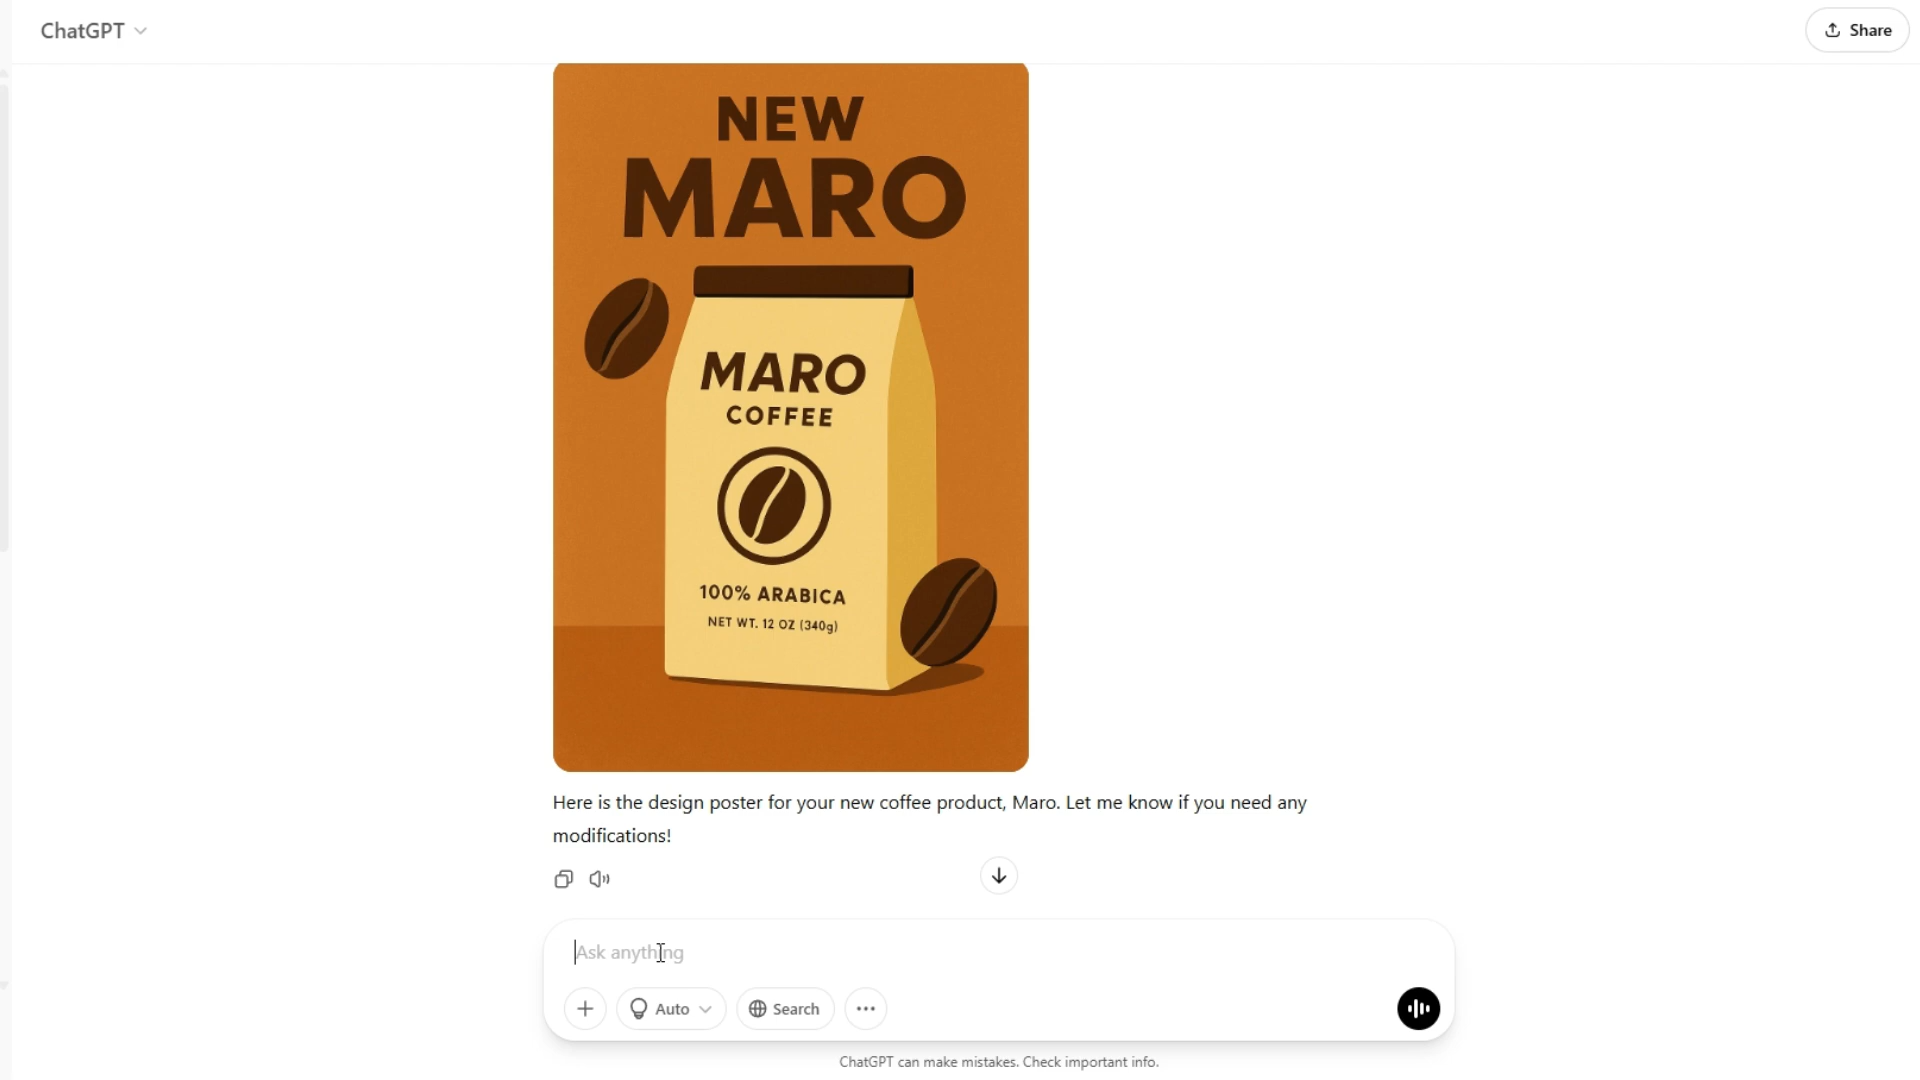 ChatGPT
Share
NEW
MARO
MARO
COFFEE
100% ARABICA
NET WT. 12 OZ (340g)
Here is the design poster for your new coffee product, Maro. Let me know if you need any
modifications!
Ask anything
Auto
Search
ChatGPT can make mistakes. Check important info.